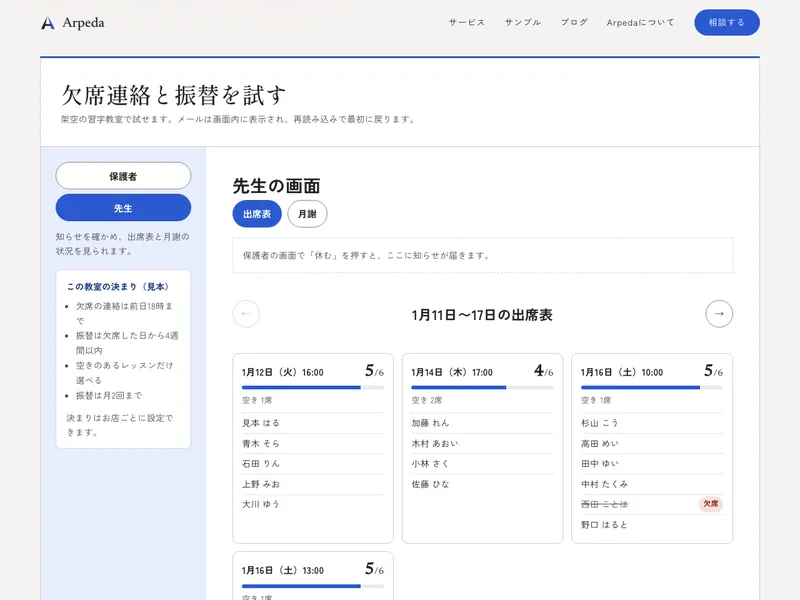 Arpeda
サービス
サンプル
ブログ
Arpedaについて
相談する
欠席連絡と振替を試す
架空の習字教室で試せます。メールは画面内に表示され、再読み込みで最初に戻ります。
保護者
先生
知らせを確かめ、出席表と月謝の
状況を見られます。
この教室の決まり（見本）
欠席の連絡は前日18時ま
で
振替は欠席した日から4週
間以内
空きのあるレッスンだけ
選べる
振替は月2回まで
決まりはお店ごとに設定で
きます。
先生の画面
出席表
月謝
保護者の画面で「休む」を押すと、ここに知らせが届きます。
←
1月11日〜17日の出席表
→
1月12日（火）16:00 5/6
空き 1席
見本 はる
青木 そら
石田 りん
上野 みお
大川 ゆう
1月14日（木）17:00 4/6
空き 2席
加藤 れん
木村 あおい
小林 さく
佐藤 ひな
1月16日（土）10:00 5/6
空き 1席
杉山 こう
高田 めい
田中 ゆい
中村 たくみ
西田 ことは 欠席
野口 はると
1月16日（土）13:00 5/6
空き 1席